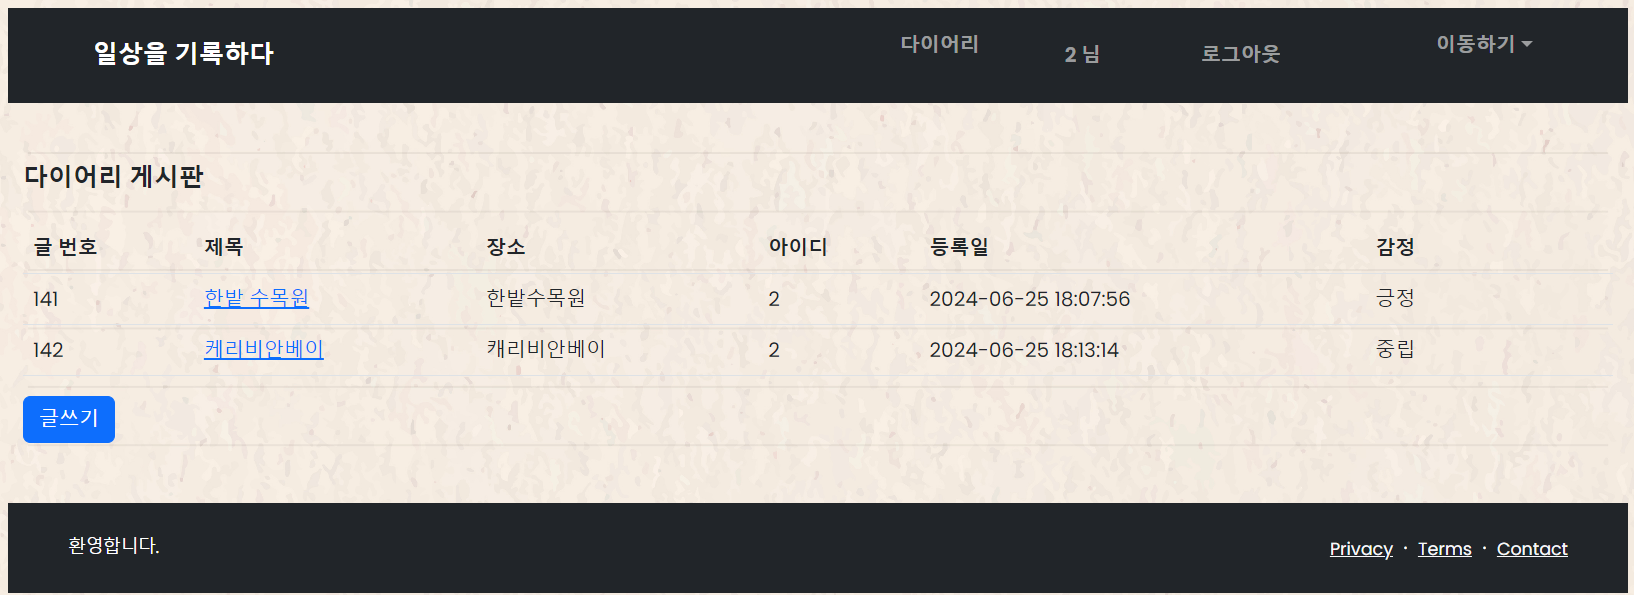 일상을 기록하다 다이어리 2 님 로그아웃 이동하기
다이어리 게시판
글 번호 제목 장소 아이디 등록일 감정
141 한밭 수목원 한밭수목원 2 2024-06-25 18:07:56 긍정
142 케리비안베이 캐리비안베이 2 2024-06-25 18:13:14 중립
글쓰기
환영합니다. Privacy · Terms · Contact